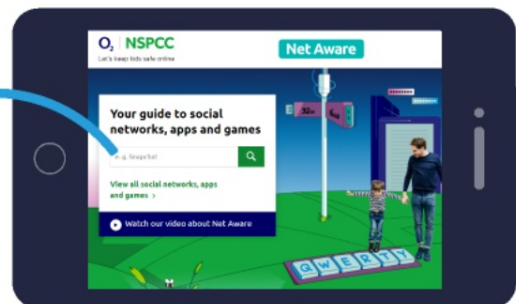 O2 NSPCC
Let's keep kids safe online
Net Aware
Your guide to social
networks, apps and games
e.g. Snapchat
View all social networks, apps
and games >
Watch our video about Net Aware
QWERTY